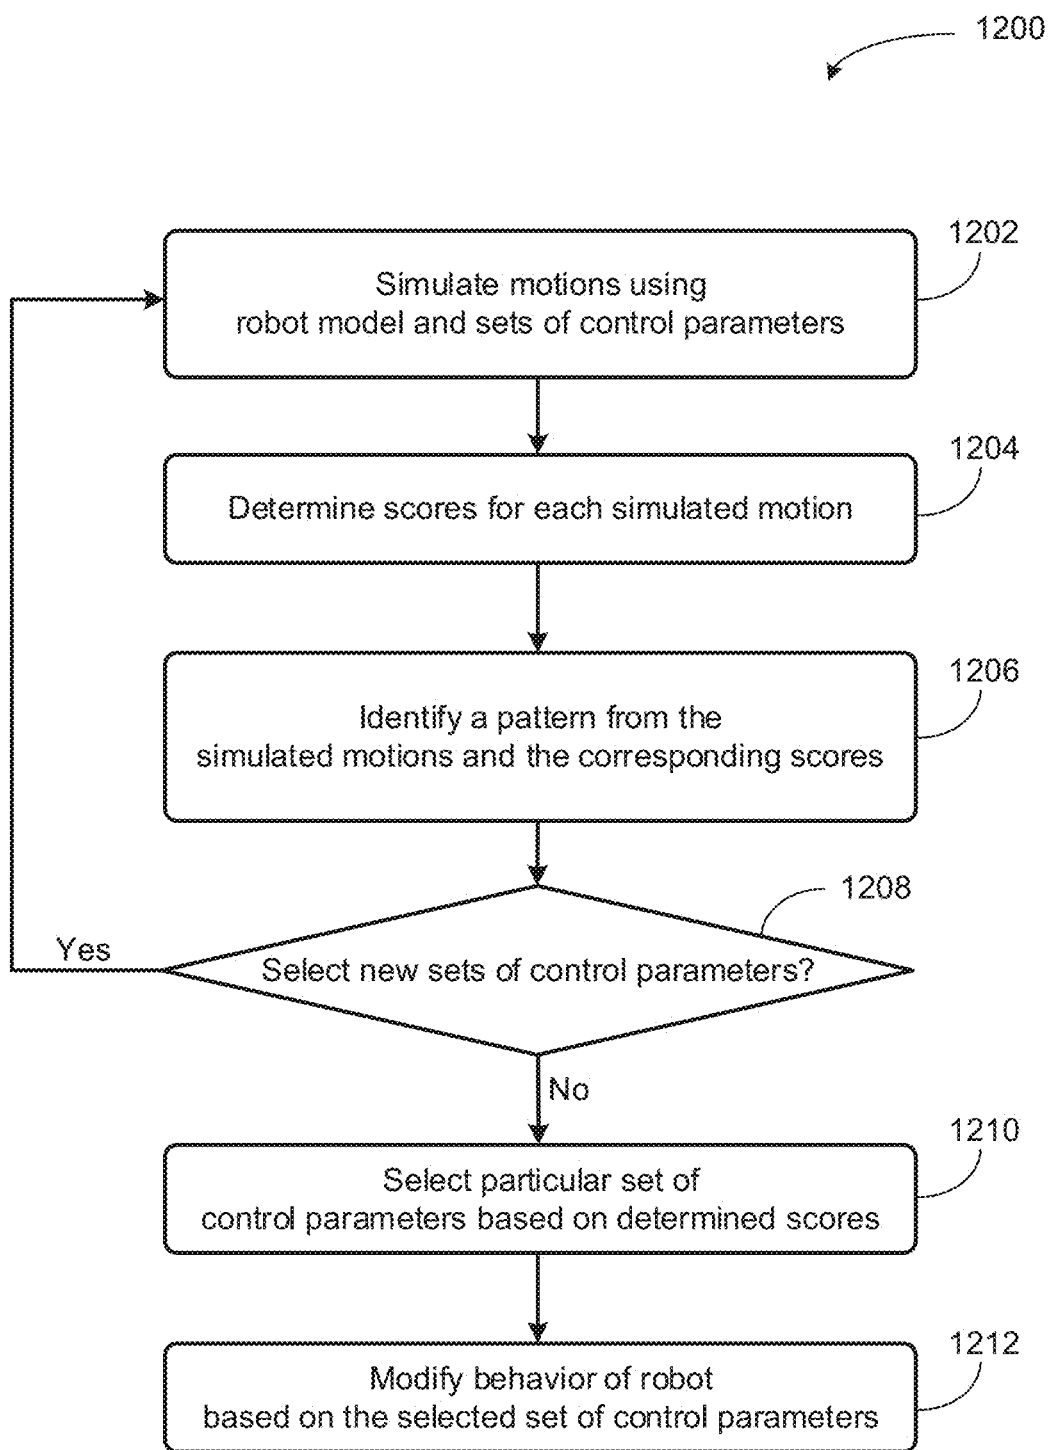 1200
1202
Simulate motions using
robot model and sets of control parameters
1204
Determine scores for each simulated motion
1206
Identify a pattern from the
simulated motions and the corresponding scores
1208
Yes
Select new sets of control parameters?
No
1210
Select particular set of
control parameters based on determined scores
1212
Modify behavior of robot
based on the selected set of control parameters